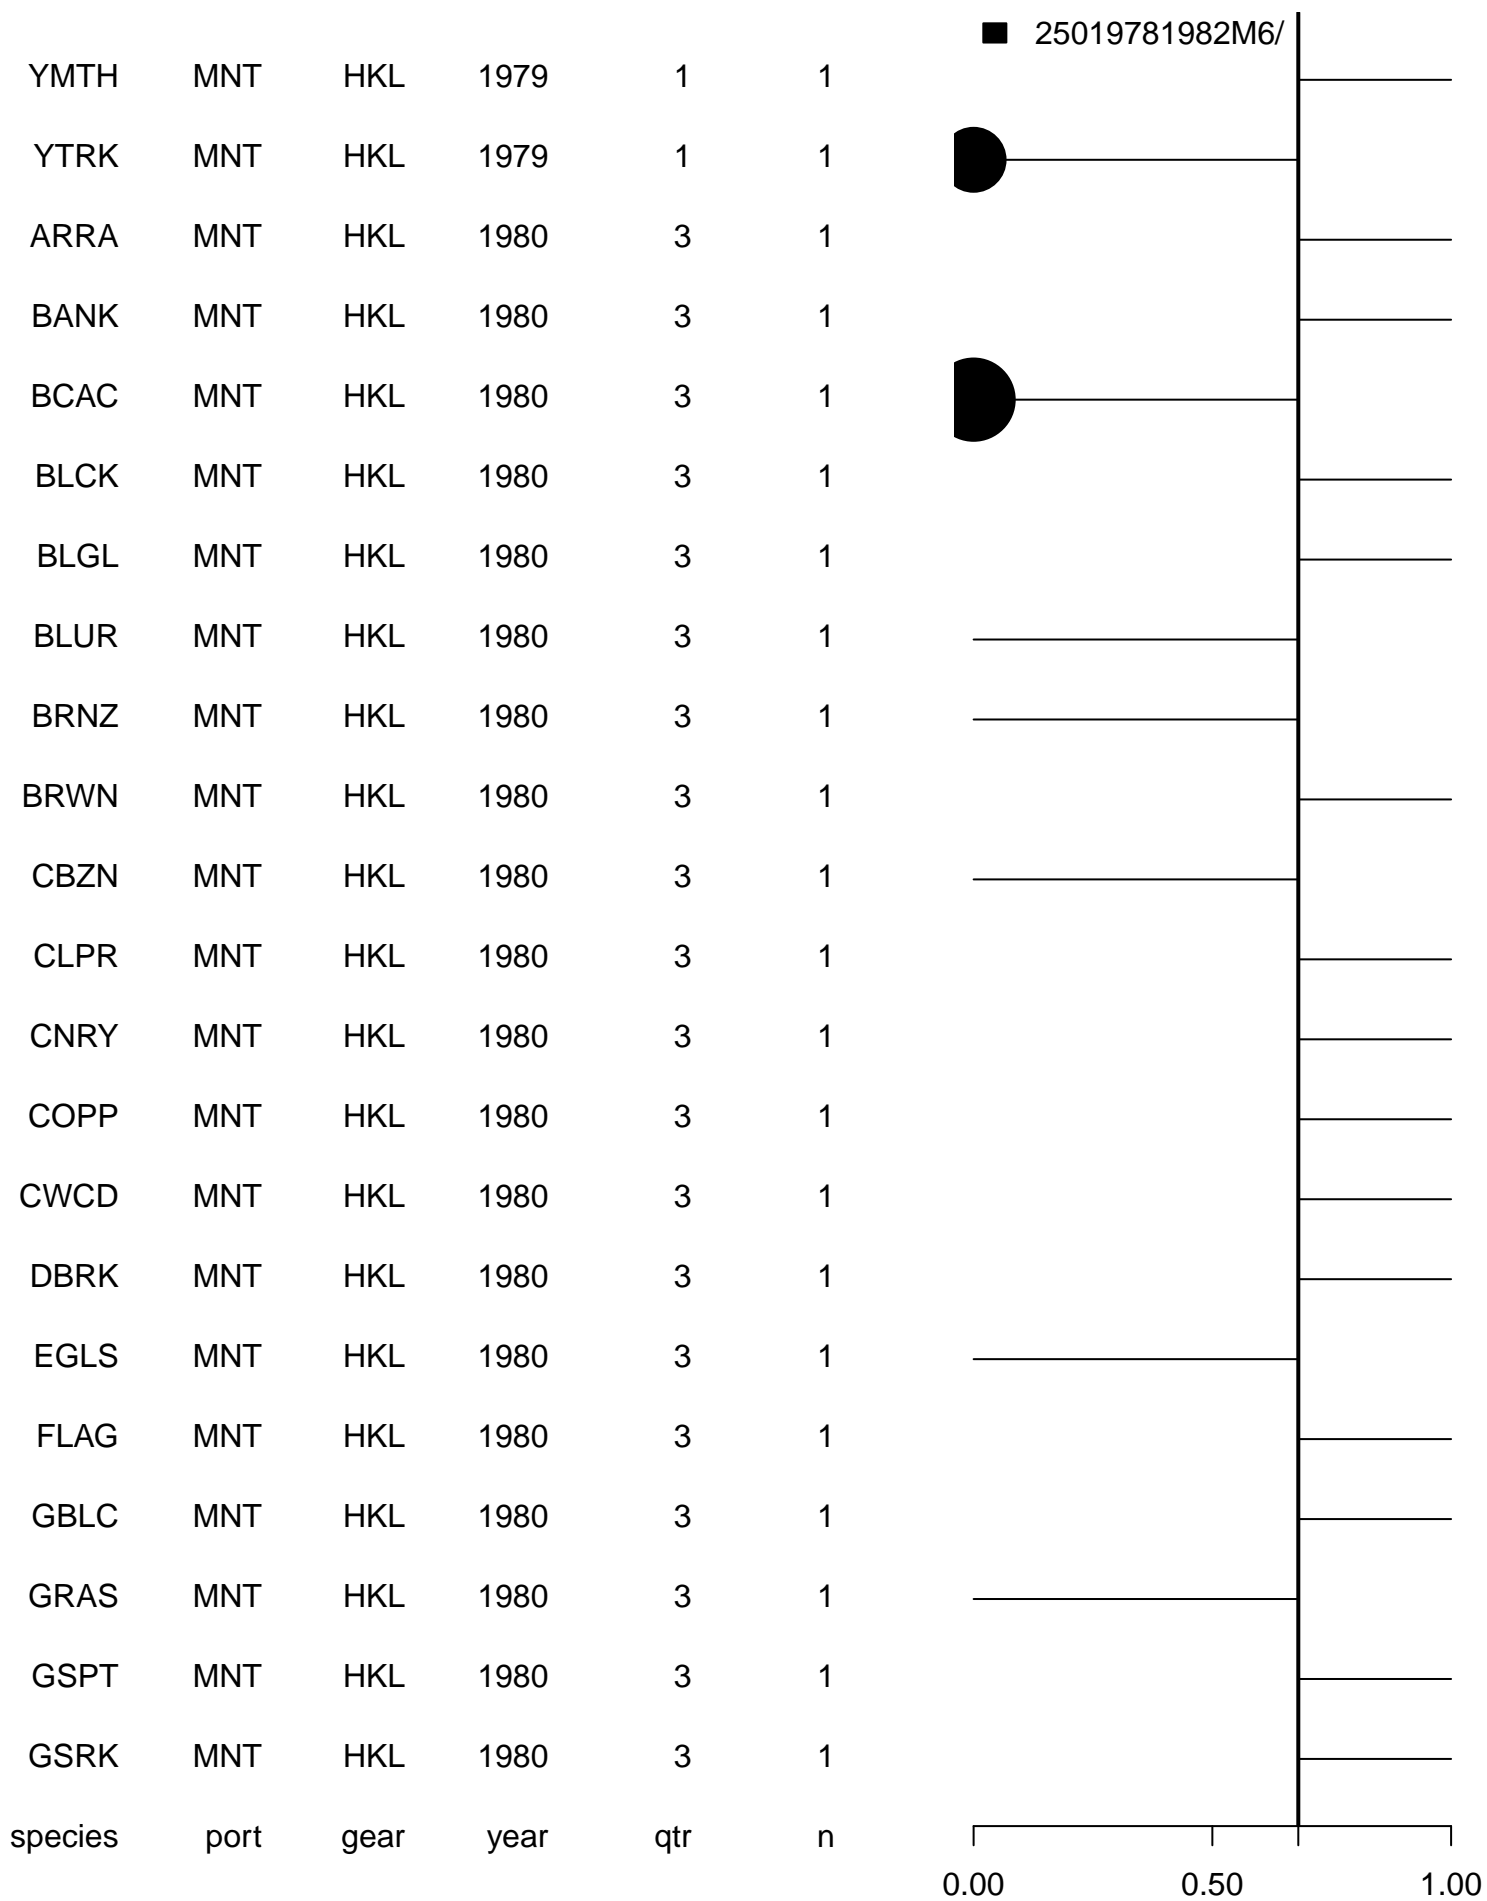 25019781982M6/
YMTH MNT HKL 1979 1 1
YTRK MNT HKL 1979 1 1
ARRA MNT HKL 1980 3 1
BANK MNT HKL 1980 3 1
BCAC MNT HKL 1980 3 1
BLCK MNT HKL 1980 3 1
BLGL MNT HKL 1980 3 1
BLUR MNT HKL 1980 3 1
BRNZ MNT HKL 1980 3 1
BRWN MNT HKL 1980 3 1
CBZN MNT HKL 1980 3 1
CLPR MNT HKL 1980 3 1
CNRY MNT HKL 1980 3 1
COPP MNT HKL 1980 3 1
CWCD MNT HKL 1980 3 1
DBRK MNT HKL 1980 3 1
EGLS MNT HKL 1980 3 1
FLAG MNT HKL 1980 3 1
GBLC MNT HKL 1980 3 1
GRAS MNT HKL 1980 3 1
GSPT MNT HKL 1980 3 1
GSRK MNT HKL 1980 3 1
species port gear year qtr n
0.00 0.50 1.00